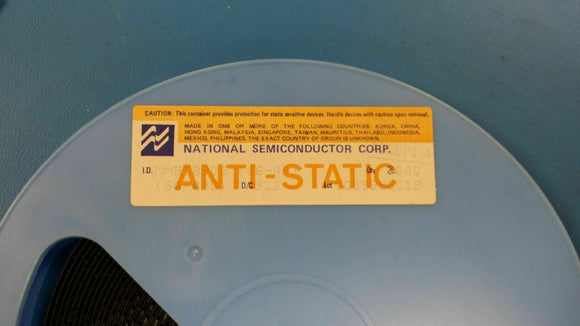 CAUTION: This container provides protection for static sensitive devices. Handle devices with caution upon removal.
MADE IN ONE OR MORE OF THE FOLLOWING COUNTRIES: KOREA, CHINA,
HONG KONG, MALAYSIA, SINGAPORE, TAIWAN, MAURITIUS, THAILAND, INDONESIA,
MEXICO, PHILIPPINES. THE EXACT COUNTRY OF ORIGIN IS UNKNOWN.
NATIONAL SEMICONDUCTOR CORP.
I.D. Qty
ANTI-STATIC
D/C Lot